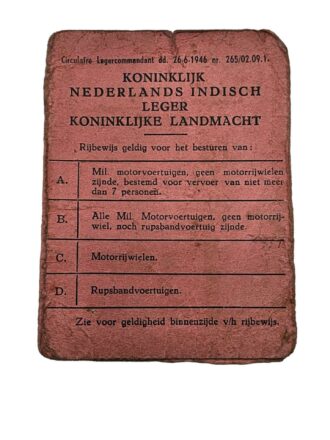 Circulaire Legercommandant dd. 26-6-1946 nr. 265/02.09.1.
KONINKLIJK
NEDERLANDS INDISCH
LEGER
KONINKLIJKE LANDMACHT
Rijbewijs geldig voor het besturen van :
A. Mil. motorvoertuigen, geen motorrijwielen
zijnde, bestemd voor vervoer van niet meer
dan 7 personen.
B. Alle Mil. Motorvoertuigen, geen motorrij-
wiel, noch rupsbandvoertuig zijnde.
C. Motorrijwielen.
D. Rupsbandvoertuigen.
Zie voor geldigheid binnenzijde v/h rijbewijs.